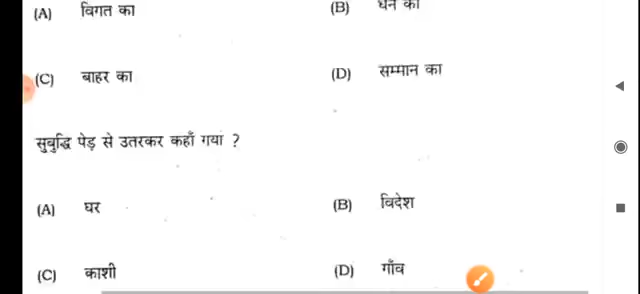 (A) विगत का (B) धन का
(C) बाहर का (D) सम्मान का
सुबुद्धि पेड़ से उतरकर कहाँ गया ?
(A) घर (B) विदेश
(C) काशी (D) गाँव